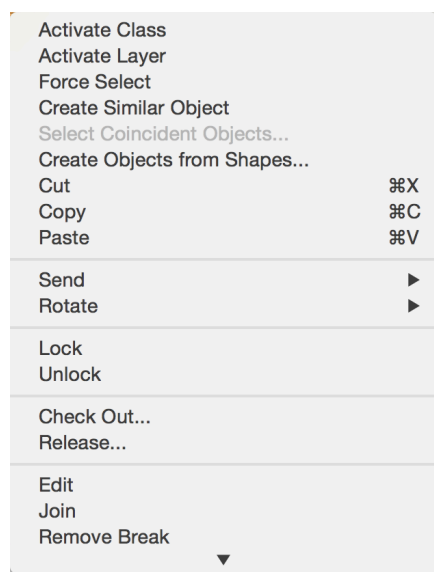 Activate Class
Activate Layer
Force Select
Create Similar Object
Select Coincident Objects...
Create Objects from Shapes...
Cut ⌘X
Copy ⌘C
Paste ⌘V
Send ▶
Rotate ▶
Lock
Unlock
Check Out...
Release...
Edit
Join
Remove Break